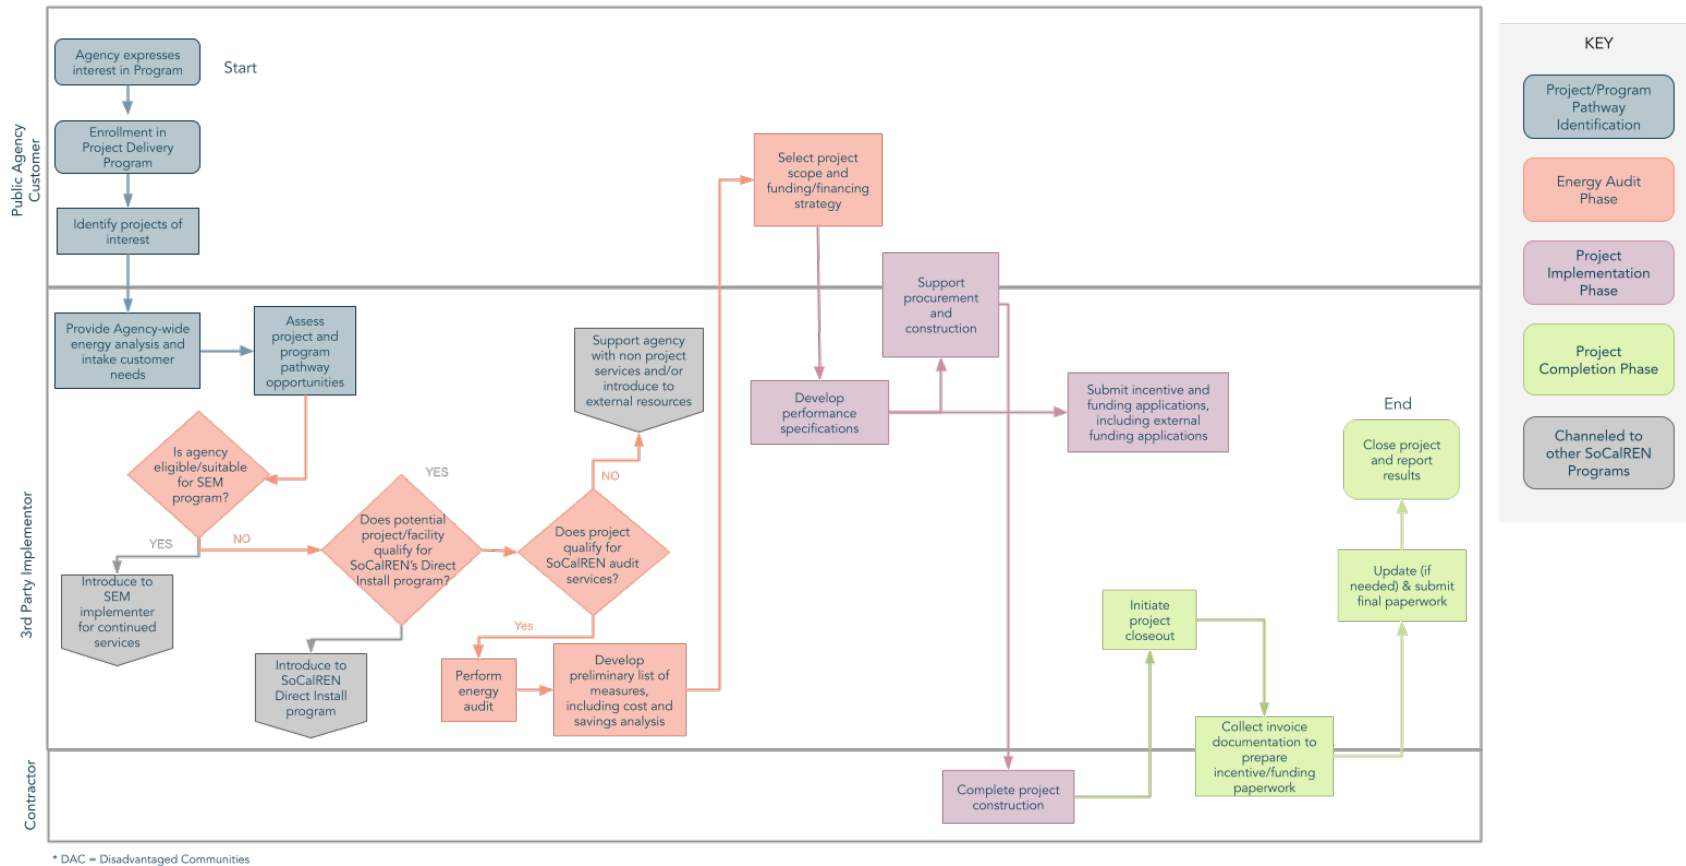 Public Agency
Customer
Agency expresses
interest in Program
Start
Enrollment in
Project Delivery
Program
Identify projects of
interest
Select project
scope and
funding/financing
strategy
3rd Party Implementor
Provide Agency-wide
energy analysis and
intake customer
needs
Assess
project and
program
pathway
opportunities
Is agency
eligible/suitable
for SEM
program?
YES
NO
Introduce to
SEM
implementer
for continued
services
YES
Does potential
project/facility
qualify for
SoCalREN's Direct
Install program?
Introduce to
SoCalREN
Direct Install
program
Support agency
with non project
services and/or
introduce to
external resources
NO
Does project
qualify for
SoCalREN audit
services?
Yes
Perform
energy
audit
Develop
preliminary list of
measures,
including cost and
savings analysis
Support
procurement
and
construction
Develop
performance
specifications
Submit incentive and
funding applications,
including external
funding applications
End
Close project
and report
results
Update (if
needed) & submit
final paperwork
Initiate
project
closeout
Collect invoice
documentation to
prepare
incentive/funding
paperwork
Contractor
Complete project
construction
KEY
Project/Program
Pathway
Identification
Energy Audit
Phase
Project
Implementation
Phase
Project
Completion Phase
Channeled to
other SoCalREN
Programs
* DAC = Disadvantaged Communities